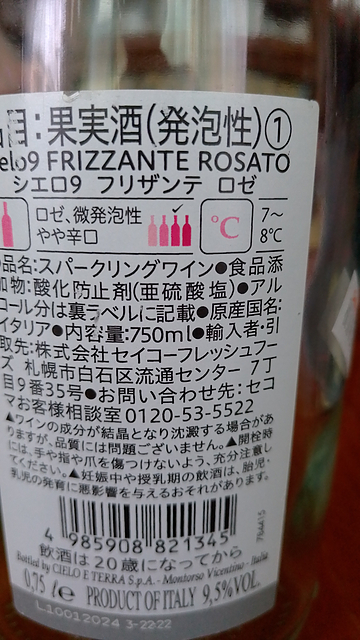 目:果実酒(発泡性)①
elo9 FRIZZANTE ROSATO
シエロ9 フリザンテ ロゼ
ロゼ、微発泡性
やや辛口
℃
7～
8℃
品名:スパークリングワイン●食品添
加物:酸化防止剤(亜硫酸塩)●アル
コール分は裏ラベルに記載●原産国名:
イタリア●内容量:750ml●輸入者・引
取先:株式会社セイコーフレッシュフー
ズ 札幌市白石区流通センター 7丁
目9番35号●お問い合わせ先:セコ
マお客様相談室 0120-53-5522
▲ワインの成分が結晶となり沈澱する場合があ
りますが、品質には問題ございません。▲開栓時
には、手や指や爪を傷つけないよう、充分注意し
てください。▲妊娠中や授乳期の飲酒は、胎児・
乳児の発育に悪影響を与えるおそれがあります。
4 985908 821345
784415
飲酒は20歳になってから
Bottled by CIELO E TERRA S.p.A. - Montorso Vicentino - Italia
0,75 ℓ e PRODUCT OF ITALY 9,5%VOL.
L10012024 3-22-22